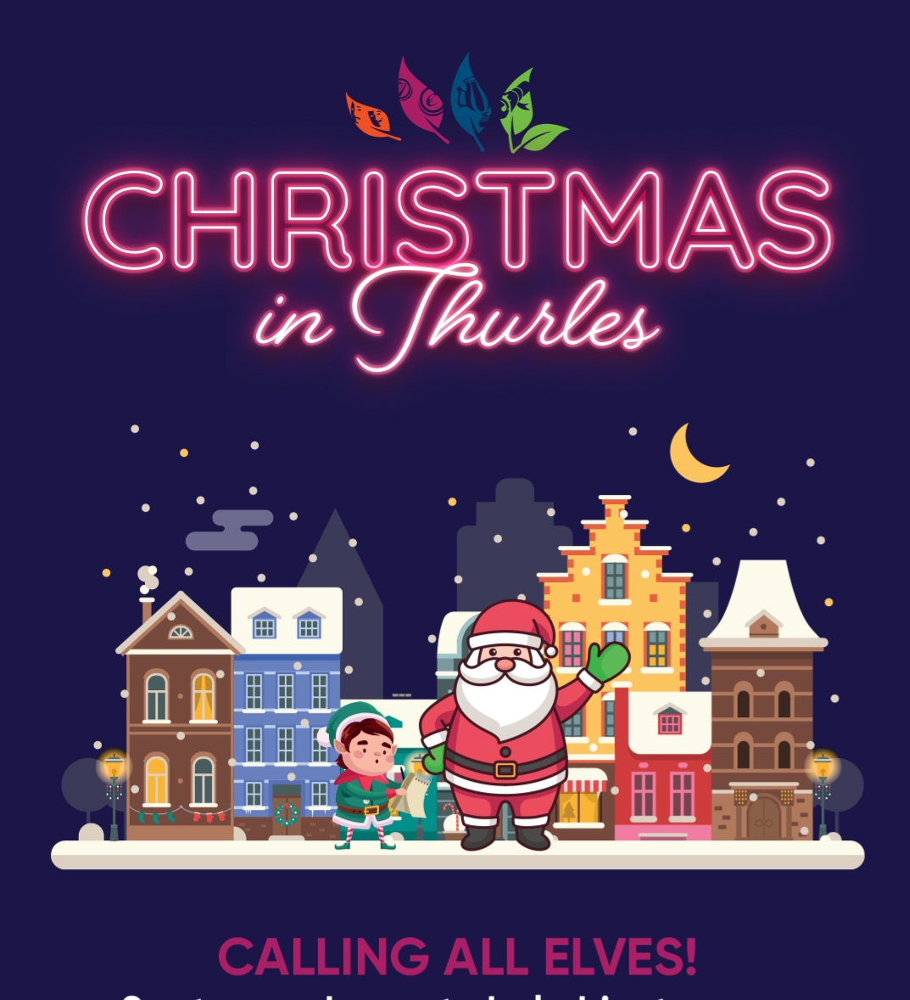 CHRISTMAS
in Thurles
CALLING ALL ELVES!